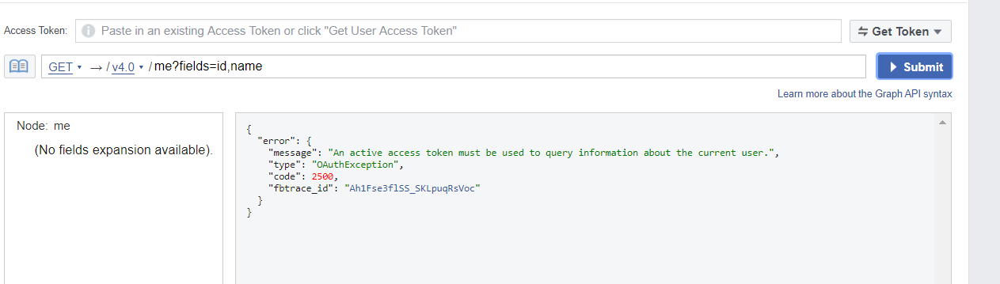 Access Token: Paste in an existing Access Token or click "Get User Access Token" Get Token
GET → / v4.0 / me?fields=id,name Submit
Learn more about the Graph API syntax
Node: me
(No fields expansion available).
{
"error": {
"message": "An active access token must be used to query information about the current user.",
"type": "OAuthException",
"code": 2500,
"fbtrace_id": "Ah1Fse3flSS_SKLpuqRsVoc"
}
}